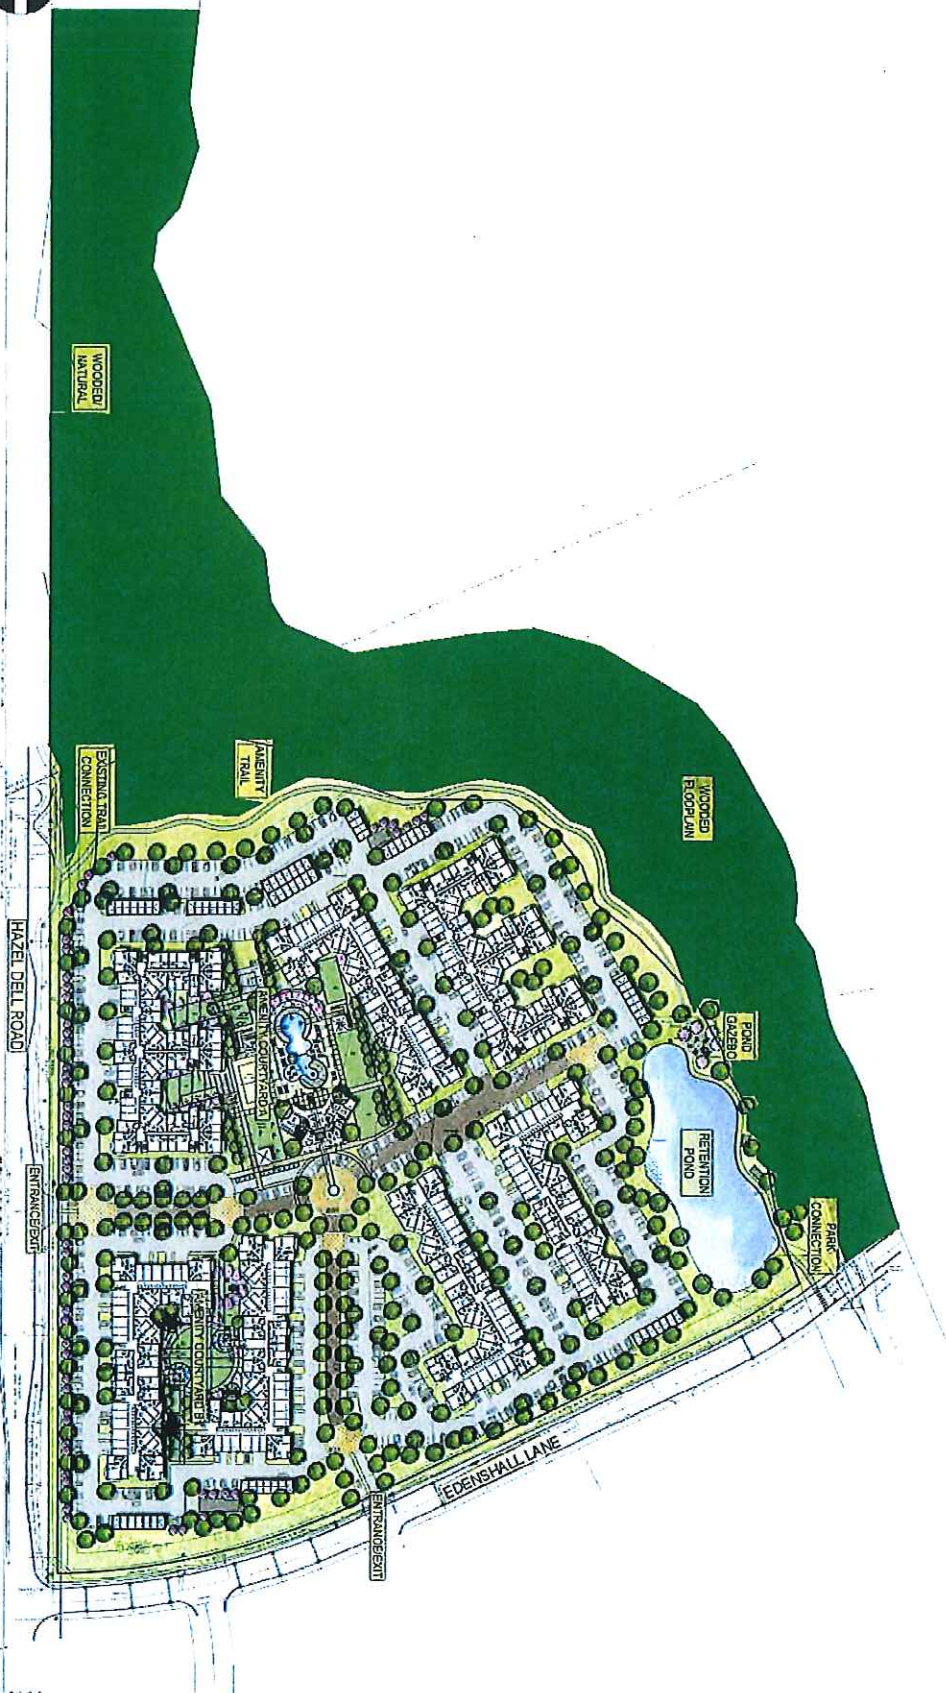 WOODED/
NATURAL
EXISTING TRAIL
CONNECTION
AMENITY
TRAIL
WOODED
FLOODPLAIN
HAZEL DELL ROAD
POND
GAZEBO
AMENITY COURTYARD 'A'
RETENTION
POND
PARK
CONNECTION
ENTRANCE/EXIT
AMENITY COURTYARD 'B'
EDENSHALL LANE
ENTRANCE/EXIT